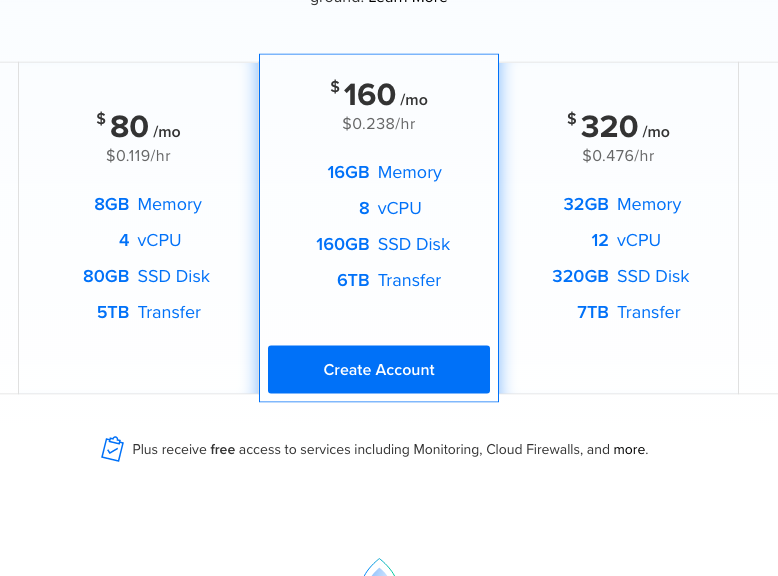 ground. Learn More
$80 /mo
$0.119/hr
8GB Memory
4 vCPU
80GB SSD Disk
5TB Transfer
$160 /mo
$0.238/hr
16GB Memory
8 vCPU
160GB SSD Disk
6TB Transfer
Create Account
$320 /mo
$0.476/hr
32GB Memory
12 vCPU
320GB SSD Disk
7TB Transfer
Plus receive free access to services including Monitoring, Cloud Firewalls, and more.